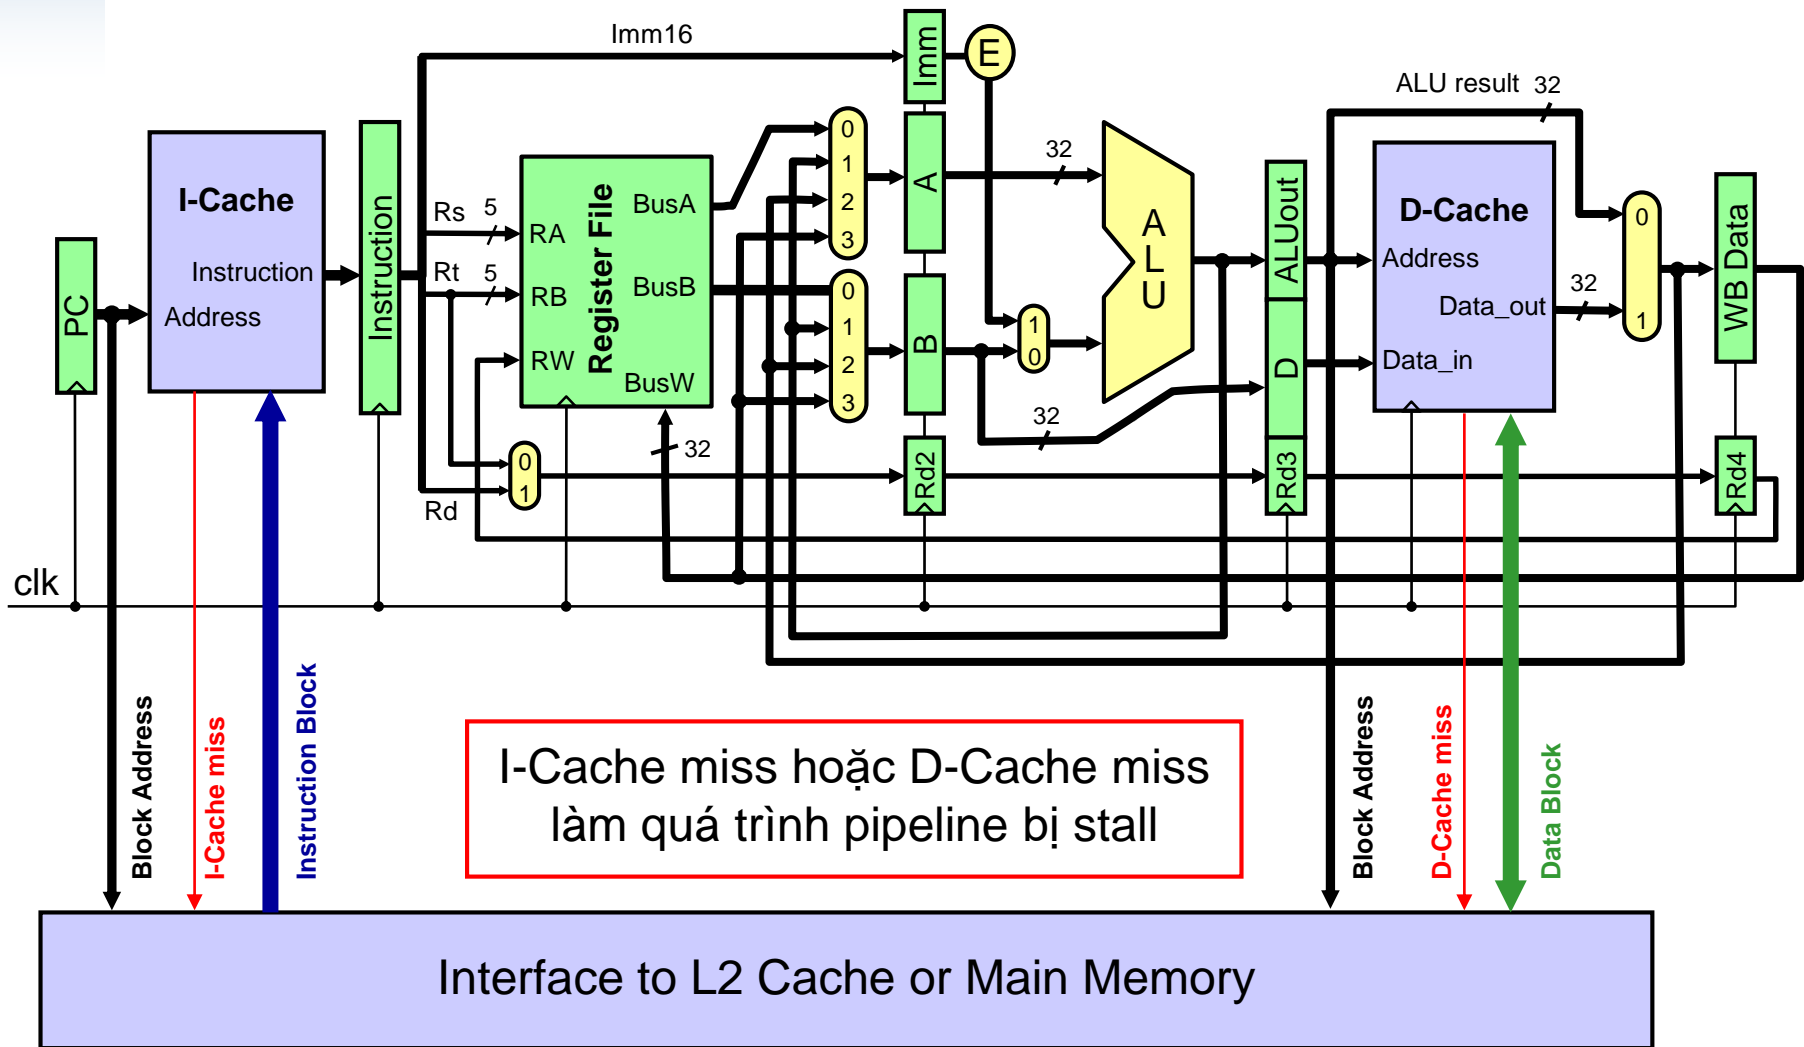 Imm16
Imm
E
ALU result 32
I-Cache
Instruction
Address
PC
Instruction
Rs 5
Rt 5
Rd
Register File
RA
RB
RW
BusA
BusB
BusW
32
0
1
2
3
0
1
2
3
0
1
A
B
Rd2
32
32
1
0
A
L
U
ALUout
D
Rd3
D-Cache
Address
Data_out
Data_in
32
0
1
WB Data
Rd4
clk
Block Address
I-Cache miss
Instruction Block
I-Cache miss hoặc D-Cache miss
làm quá trình pipeline bị stall
Block Address
D-Cache miss
Data Block
Interface to L2 Cache or Main Memory